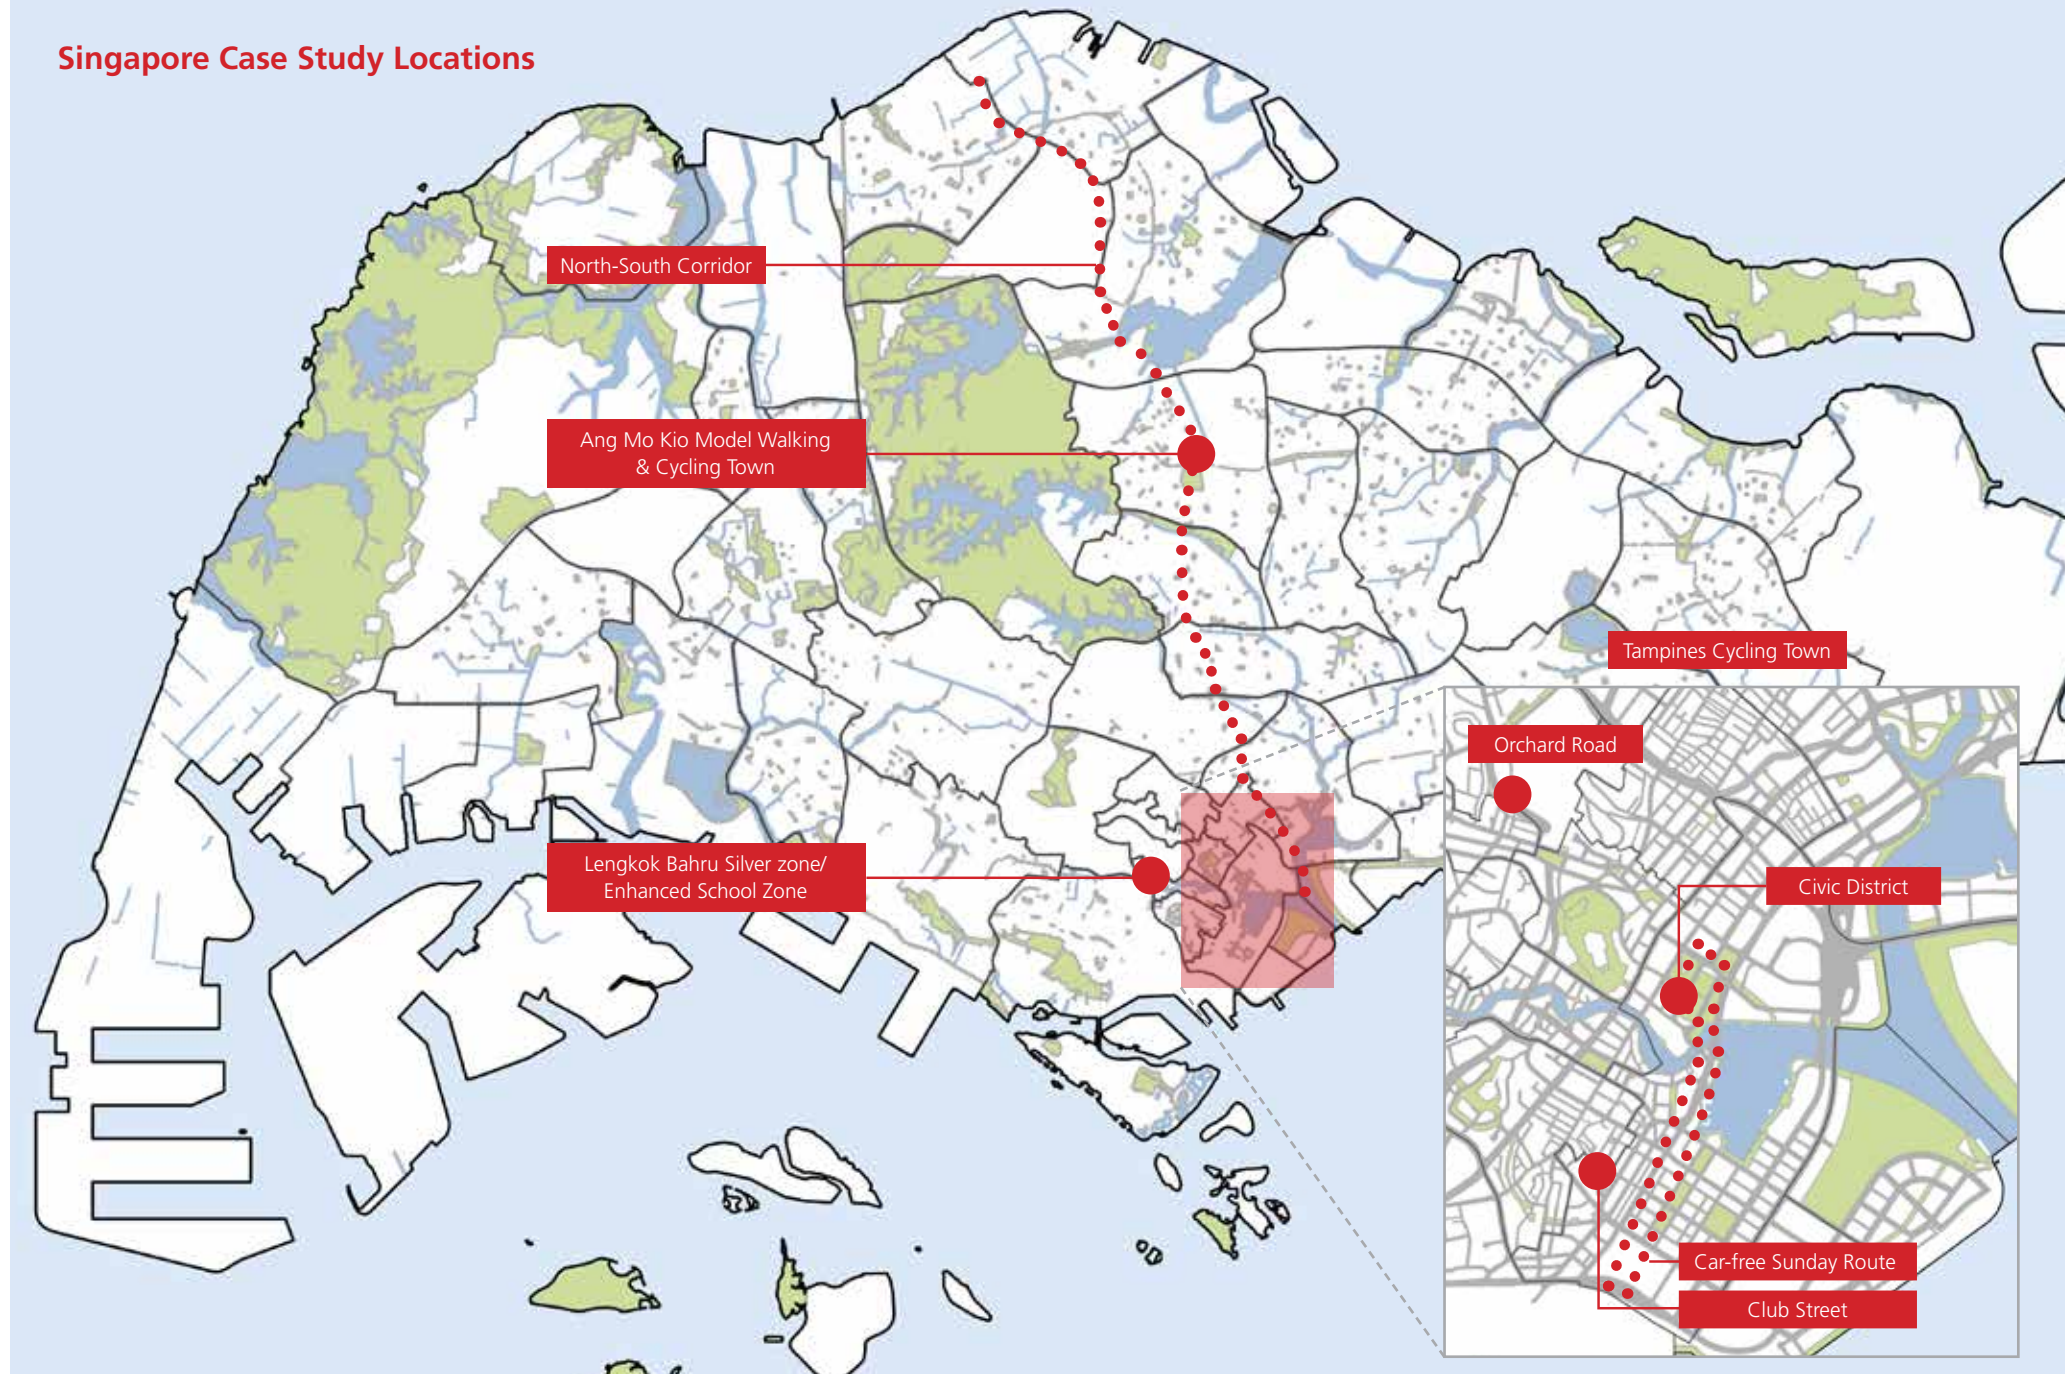 Singapore Case Study Locations
North-South Corridor
Ang Mo Kio Model Walking
& Cycling Town
Tampines Cycling Town
Orchard Road
Lengkok Bahru Silver zone/
Enhanced School Zone
Civic District
Car-free Sunday Route
Club Street